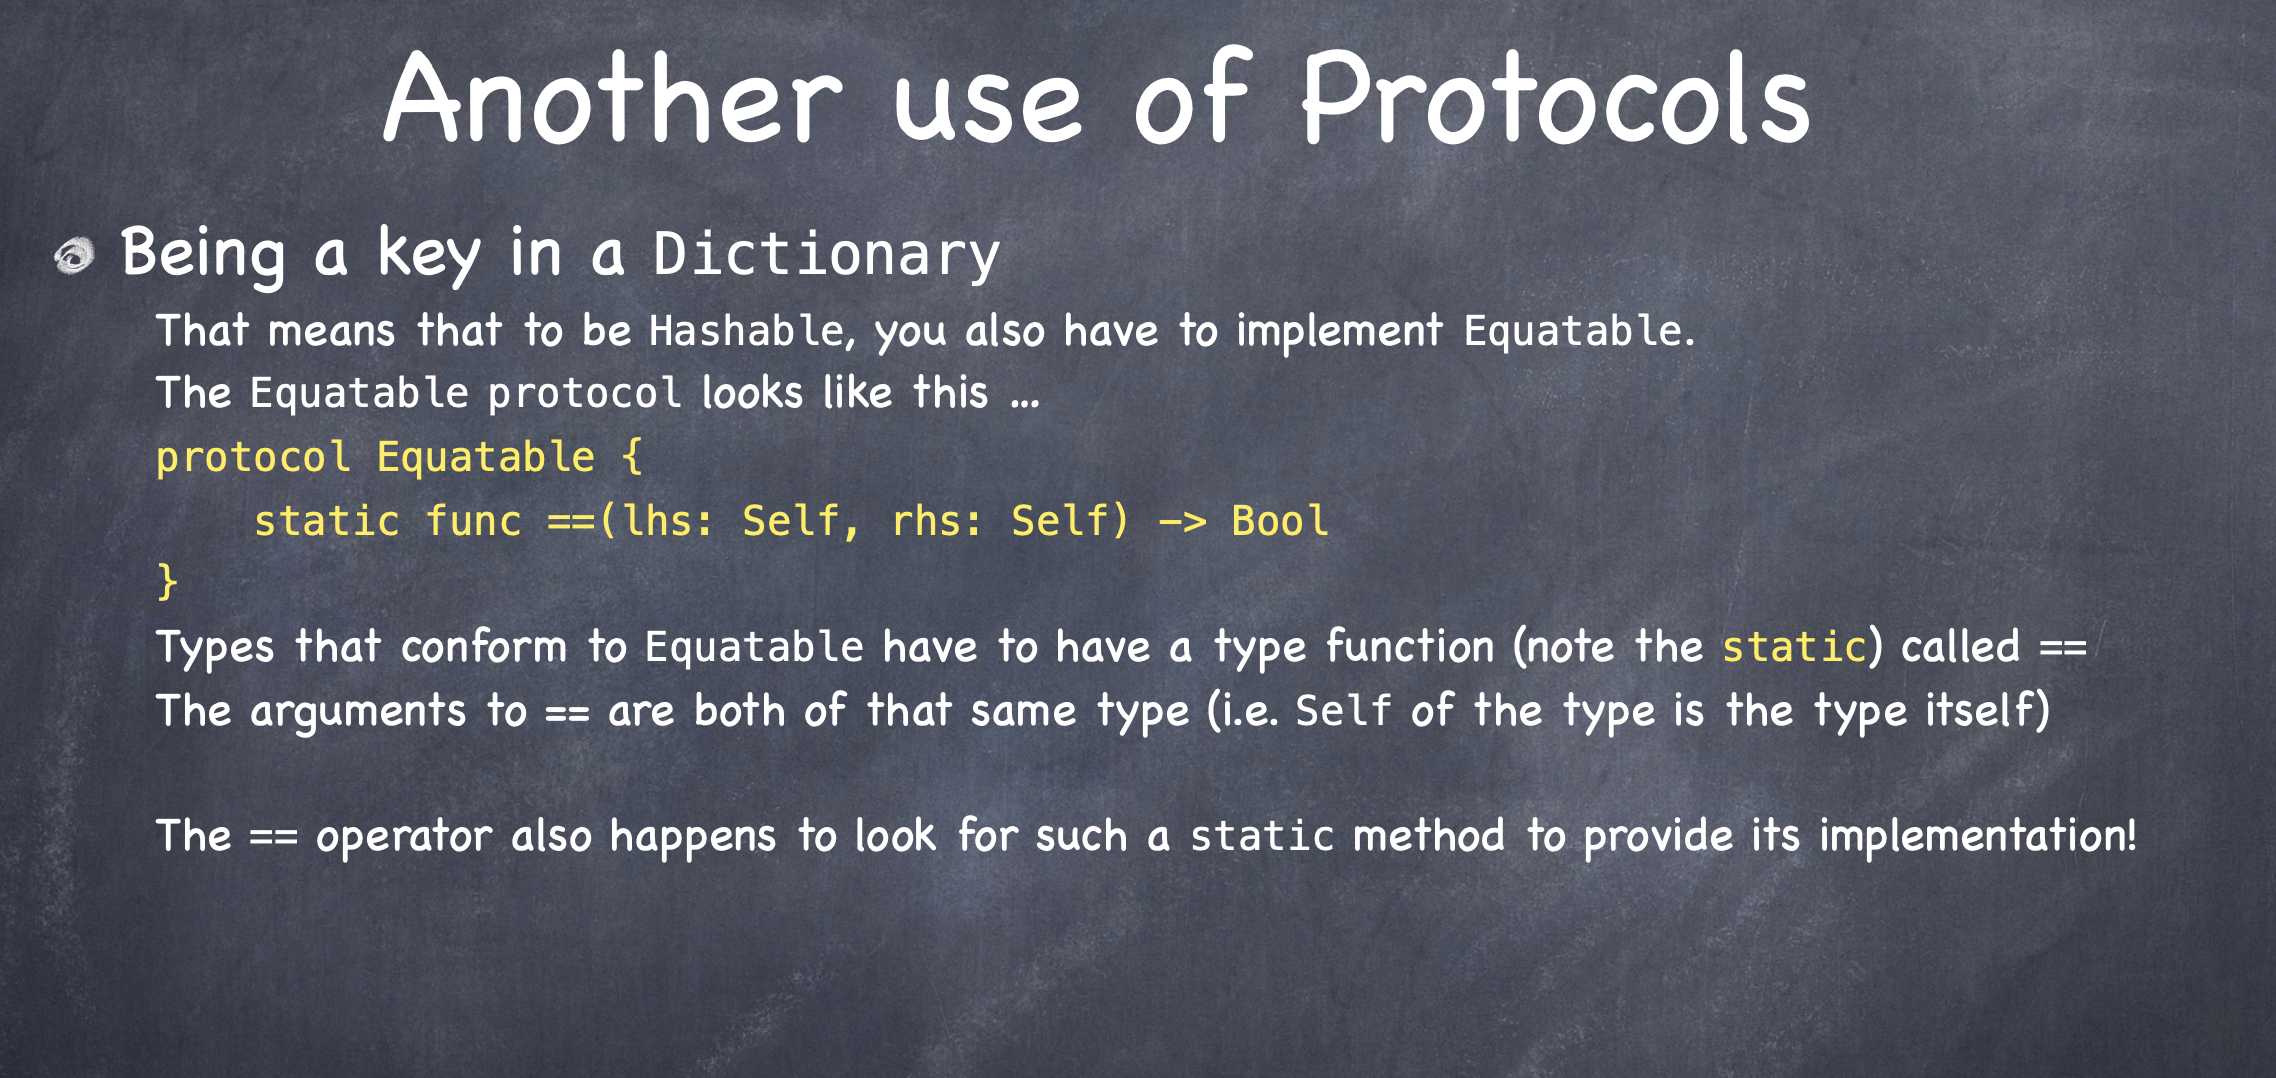 Another use of Protocols
Being a key in a Dictionary
That means that to be Hashable, you also have to implement Equatable.
The Equatable protocol looks like this ...
protocol Equatable {
    static func ==(lhs: Self, rhs: Self) -> Bool
}
Types that conform to Equatable have to have a type function (note the static) called ==
The arguments to == are both of that same type (i.e. Self of the type is the type itself)
The == operator also happens to look for such a static method to provide its implementation!